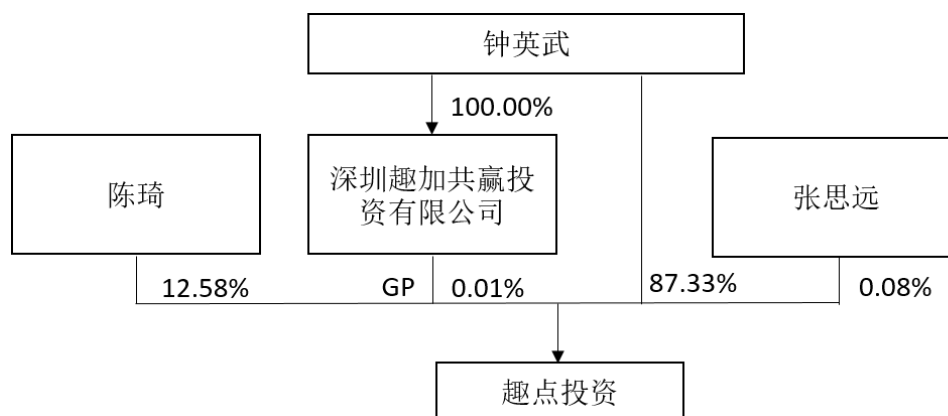 钟英武
100.00%
陈琦
深圳趣加共赢投
资有限公司
张思远
12.58%
GP
0.01%
87.33%
0.08%
趣点投资